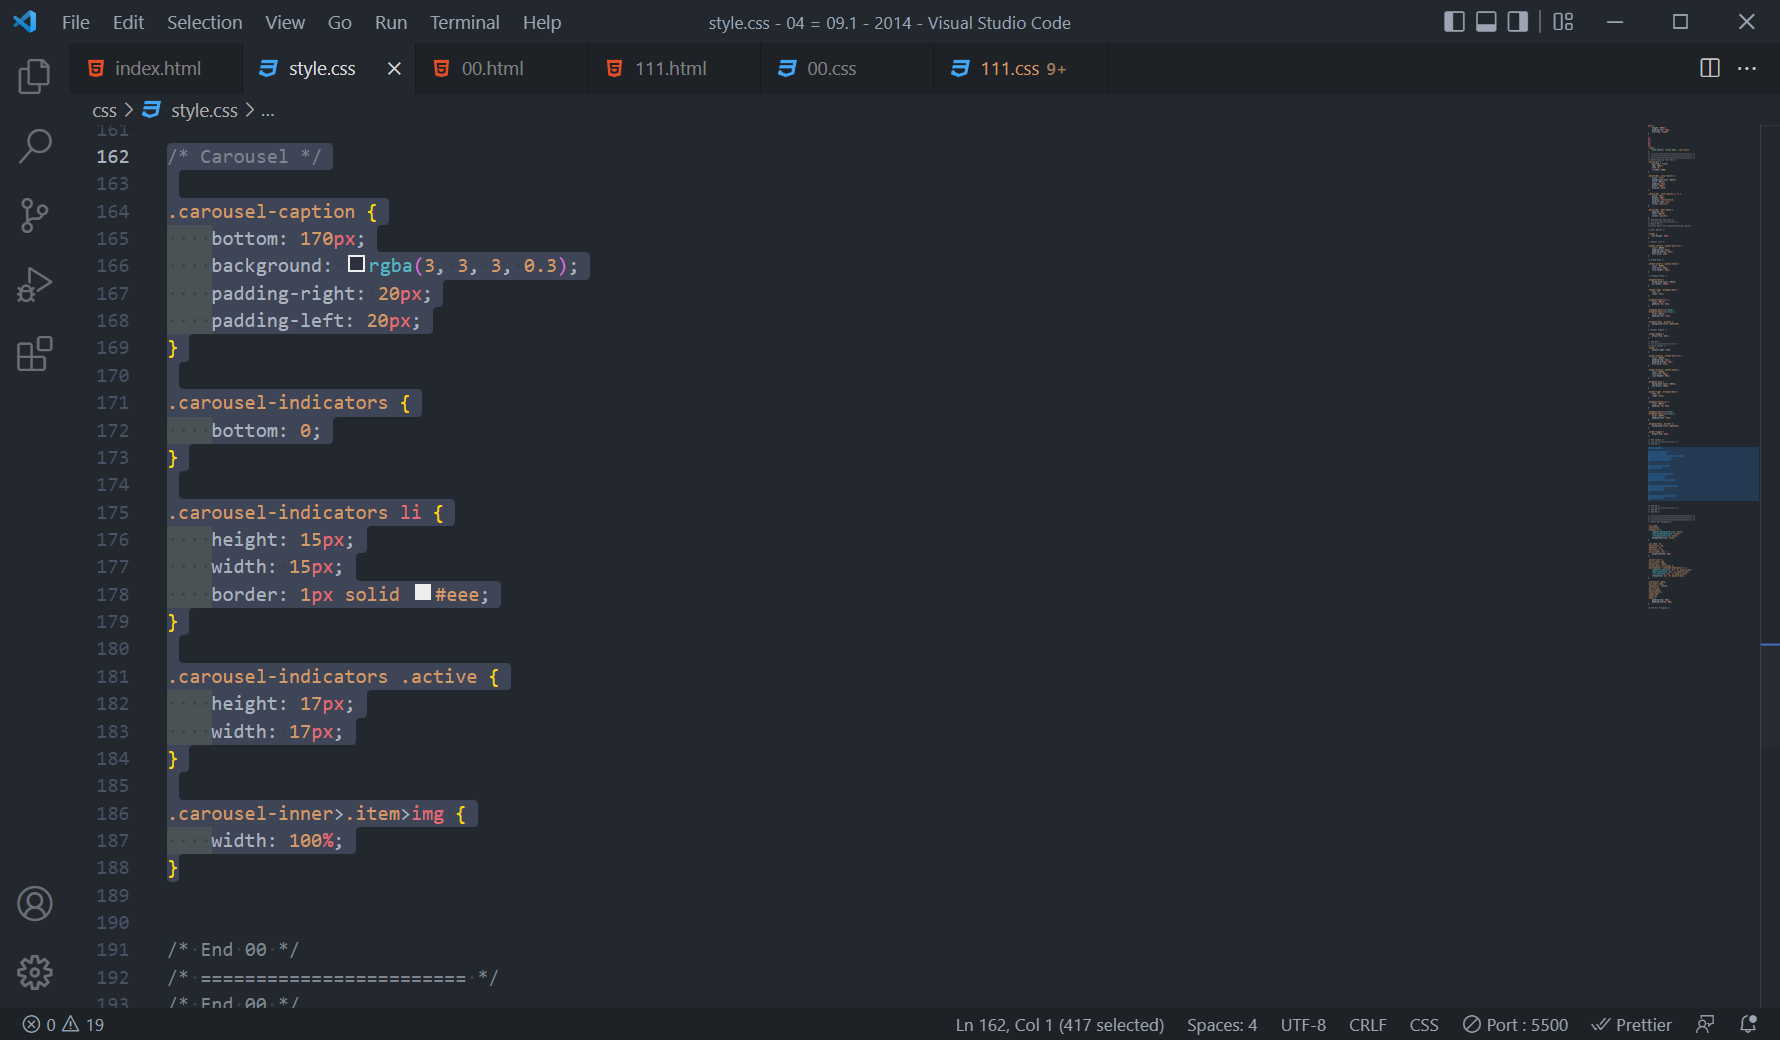 File Edit Selection View Go Run Terminal Help
style.css - 04 = 09.1 - 2014 - Visual Studio Code
index.html style.css 00.html 111.html 00.css 111.css 9+
css > style.css > ...
161
162 /* Carousel */
163
164 .carousel-caption {
165 bottom: 170px;
166 background: rgba(3, 3, 3, 0.3);
167 padding-right: 20px;
168 padding-left: 20px;
169 }
170
171 .carousel-indicators {
172 bottom: 0;
173 }
174
175 .carousel-indicators li {
176 height: 15px;
177 width: 15px;
178 border: 1px solid #eee;
179 }
180
181 .carousel-indicators .active {
182 height: 17px;
183 width: 17px;
184 }
185
186 .carousel-inner>.item>img {
187 width: 100%;
188 }
189
190
191 /* End 00 */
192 /* ======================== */
193 /* End 00 */
0 19 Ln 162, Col 1 (417 selected) Spaces: 4 UTF-8 CRLF CSS Port : 5500 Prettier